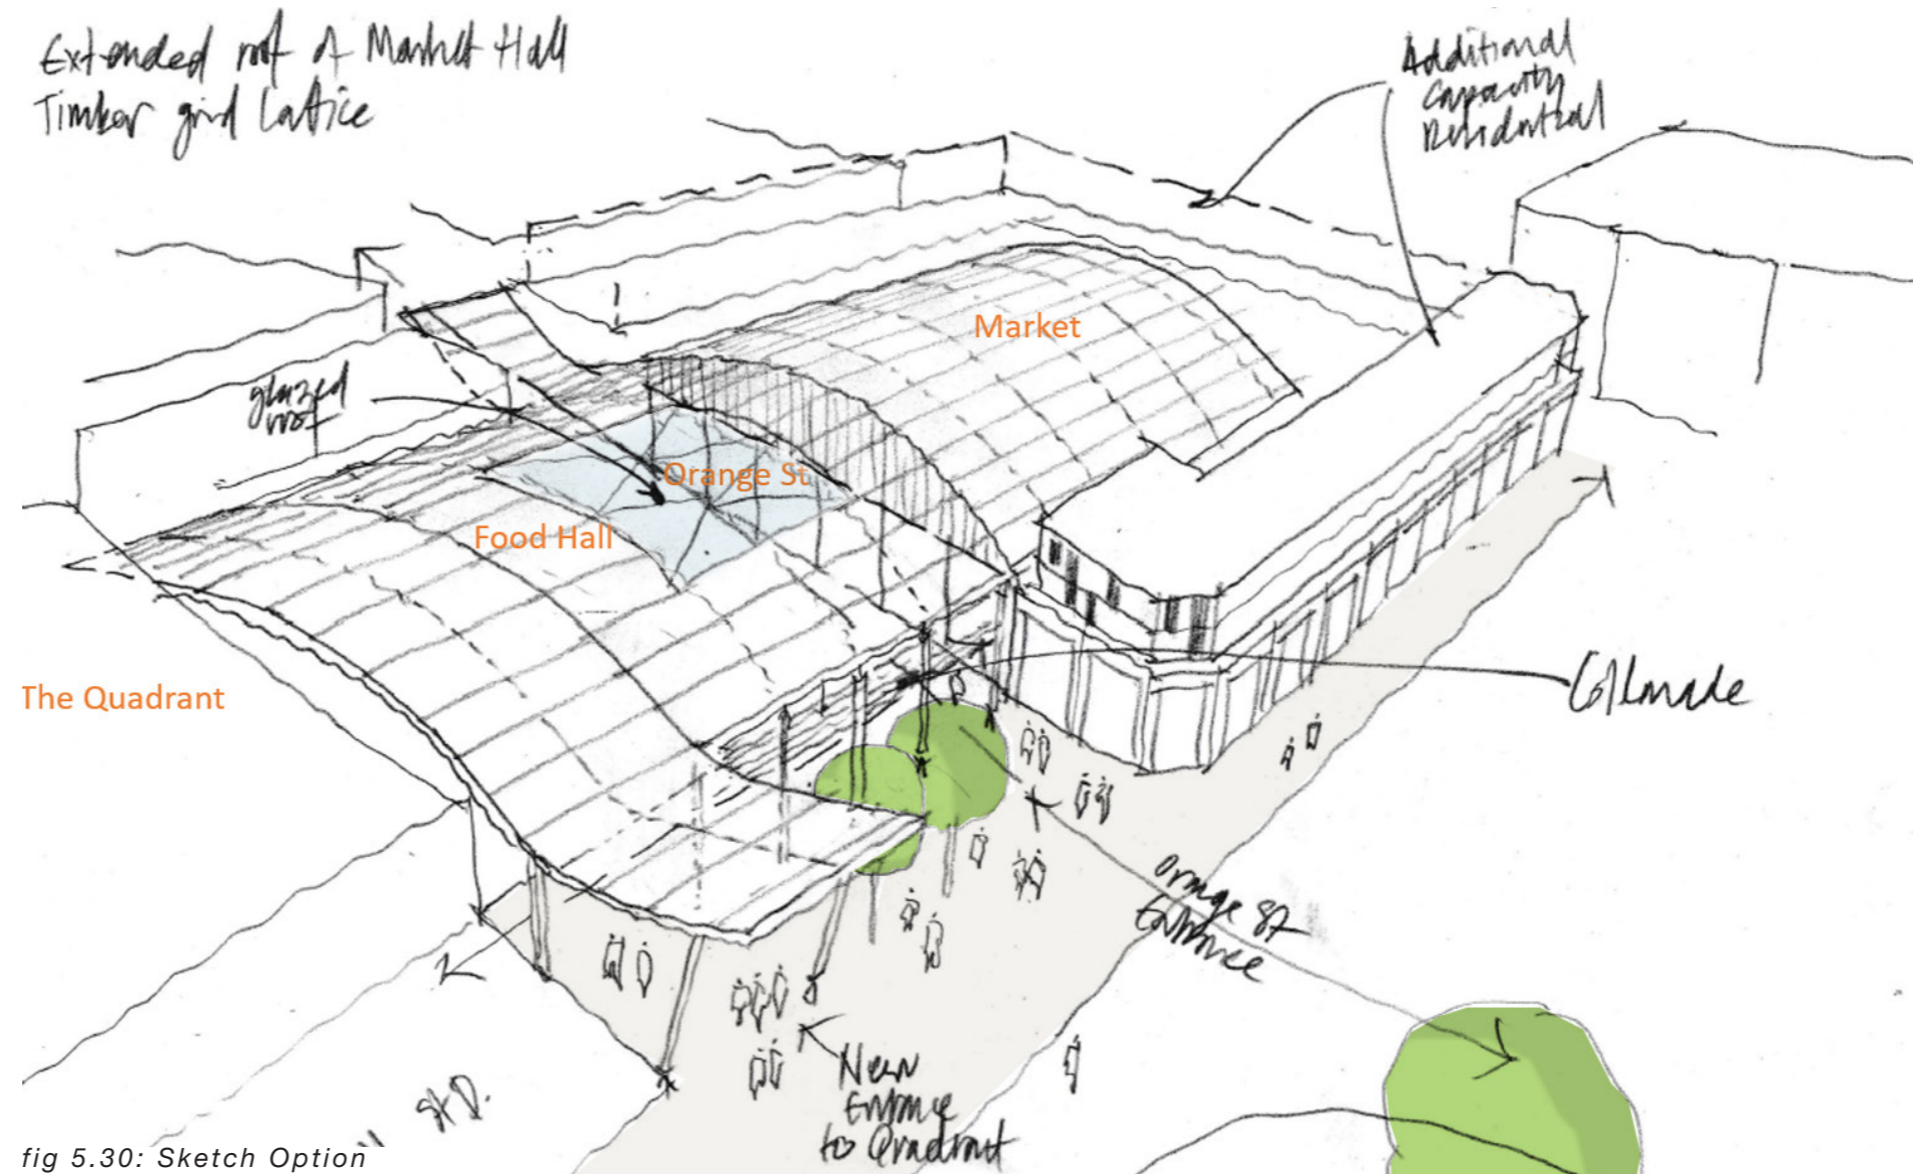 Extended roof of Market Hall
Timber grid lattice
Additional
Capacity
Residential
Market
glazed
roof
Orange St
Food Hall
The Quadrant
Collonade
Orange St
Entrance
New
Entrance
to Quadrant
fig 5.30: Sketch Option